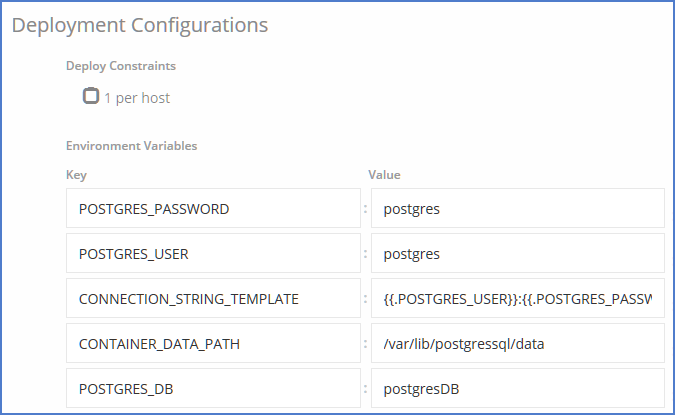 Deployment Configurations
Deploy Constraints
1 per host
Environment Variables
Key Value
POSTGRES_PASSWORD : postgres
POSTGRES_USER : postgres
CONNECTION_STRING_TEMPLATE : {{.POSTGRES_USER}}:{{.POSTGRES_PASSW
CONTAINER_DATA_PATH : /var/lib/postgressql/data
POSTGRES_DB : postgresDB